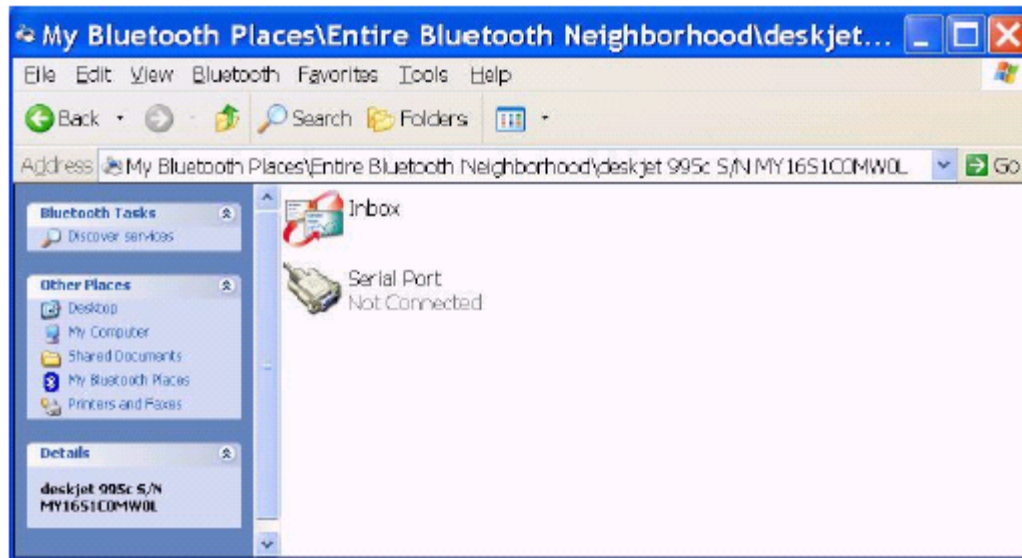 My Bluetooth Places\Entire Bluetooth Neighborhood\deskjet...
File Edit View Bluetooth Favorites Tools Help
Back Search Folders
Address My Bluetooth Places\Entire Bluetooth Neighborhood\deskjet 995c S/N MY16S1C0MW0L Go
Bluetooth Tasks
Discover services
Other Places
Desktop
My Computer
Shared Documents
My Bluetooth Places
Printers and Faxes
Details
deskjet 995c S/N
MY16S1C0MW0L
Inbox
Serial Port
Not Connected